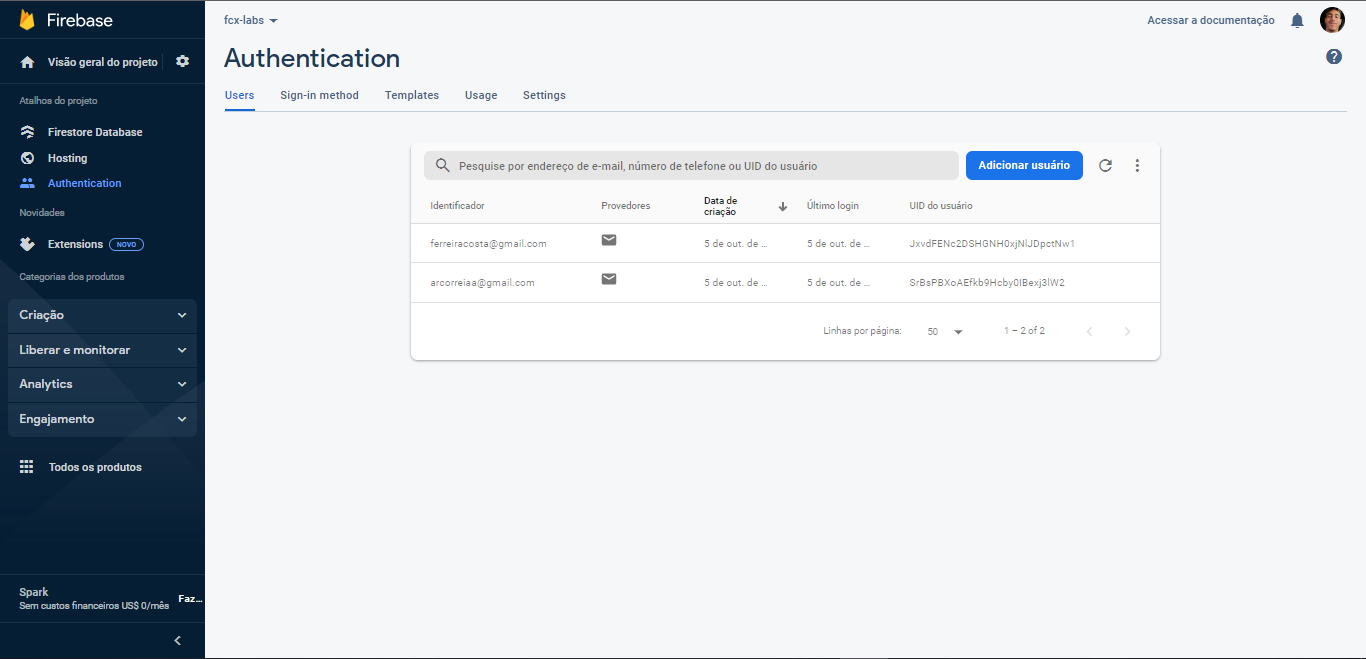 Firebase
Visão geral do projeto
Atalhos do projeto
Firestore Database
Hosting
Authentication
Novidades
Extensions NOVO
Categorias dos produtos
Criação
Liberar e monitorar
Analytics
Engajamento
Todos os produtos
Spark
Sem custos financeiros US$ 0/mês
Faz...
fcx-labs
Acessar a documentação
Authentication
Users Sign-in method Templates Usage Settings
Pesquise por endereço de e-mail, número de telefone ou UID do usuário
Adicionar usuário
Identificador Provedores Data de criação Último login UID do usuário
ferreiracosta@gmail.com 5 de out. de ... 5 de out. de ... JxvdFENc2DSHGNH0xjNlJDpctNw1
arcorreiaa@gmail.com 5 de out. de ... 5 de out. de ... SrBsPBXoAEfkb9Hcby0IBexj3lW2
Linhas por página: 50 1 – 2 of 2